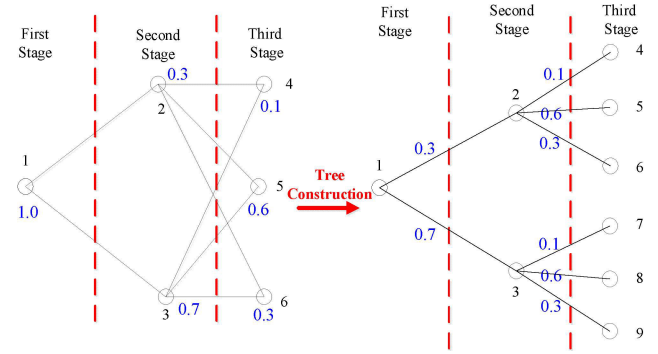 First
Stage
Second
Stage
Third
Stage
0.3
2
4
0.1
1
1.0
5
0.6
3
0.7
6
0.3
Tree
Construction
First
Stage
Second
Stage
Third
Stage
1
0.3
0.7
2
0.1
0.6
0.3
3
0.1
0.6
0.3
4
5
6
7
8
9